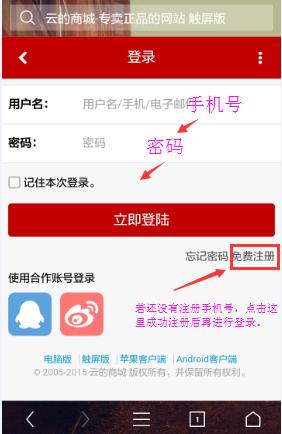 云的商城·专卖正品的网站 触屏版
登录
用户名: 用户名/手机/电子邮 手机号
密码: 密码
密码
记住本次登录。
立即登陆
忘记密码 免费注册
使用合作账号登录
若还没有注册手机号，点击这
里成功注册后再进行登录。
电脑版 触屏版 苹果客户端 Android客户端
© 2005-2015 云的商城 版权所有，并保留所有权利。
1